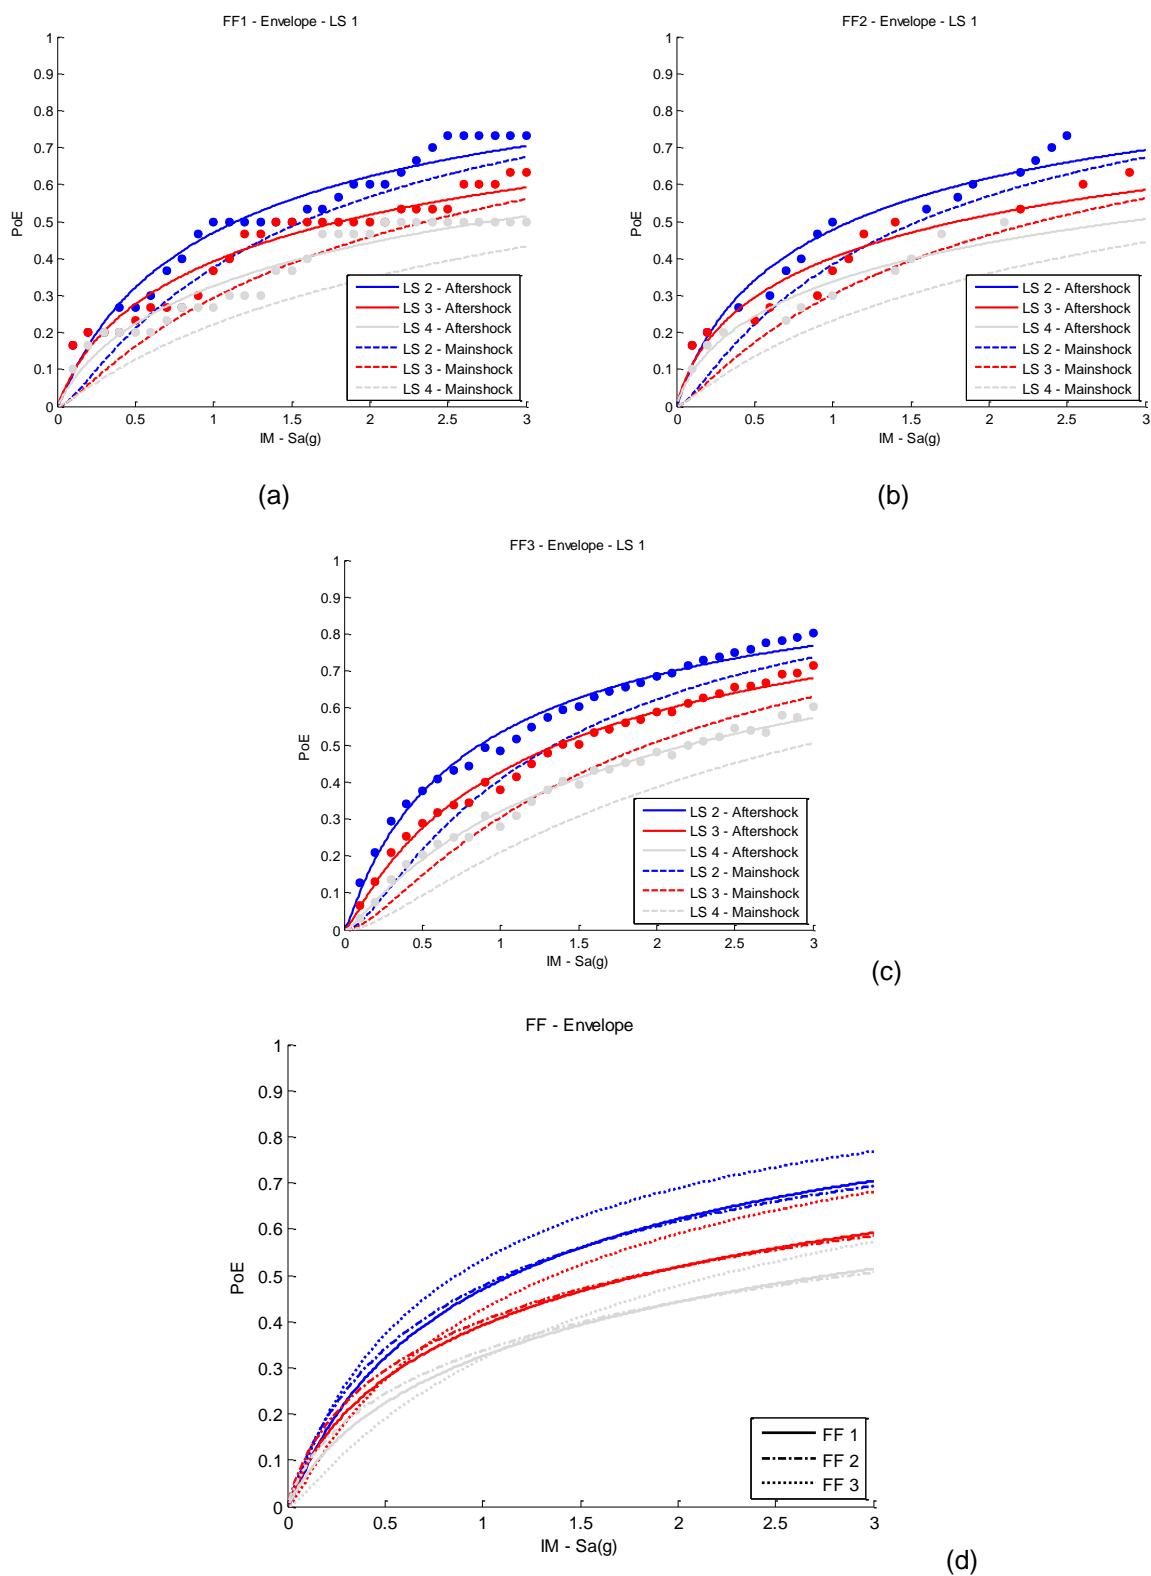 FF1 - Envelope - LS 1
1
0.9
0.8
0.7
0.6
0.5
0.4
0.3
0.2
0.1
0
PoE
0 0.5 1 1.5 2 2.5 3
IM - Sa(g)
LS 2 - Aftershock
LS 3 - Aftershock
LS 4 - Aftershock
LS 2 - Mainshock
LS 3 - Mainshock
LS 4 - Mainshock
(a)
FF2 - Envelope - LS 1
1
0.9
0.8
0.7
0.6
0.5
0.4
0.3
0.2
0.1
0
PoE
0 0.5 1 1.5 2 2.5 3
IM - Sa(g)
LS 2 - Aftershock
LS 3 - Aftershock
LS 4 - Aftershock
LS 2 - Mainshock
LS 3 - Mainshock
LS 4 - Mainshock
(b)
FF3 - Envelope - LS 1
1
0.9
0.8
0.7
0.6
0.5
0.4
0.3
0.2
0.1
0
PoE
0 0.5 1 1.5 2 2.5 3
IM - Sa(g)
LS 2 - Aftershock
LS 3 - Aftershock
LS 4 - Aftershock
LS 2 - Mainshock
LS 3 - Mainshock
LS 4 - Mainshock
(c)
FF - Envelope
1
0.9
0.8
0.7
0.6
0.5
0.4
0.3
0.2
0.1
0
PoE
0 0.5 1 1.5 2 2.5 3
IM - Sa(g)
FF 1
FF 2
FF 3
(d)